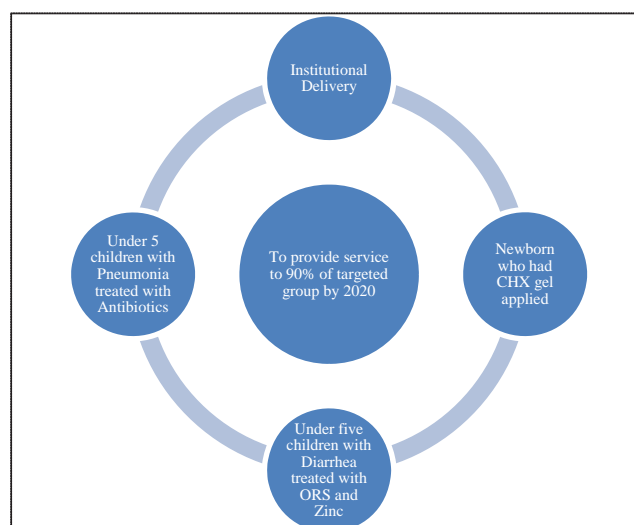 Institutional
Delivery
Under 5
children with
Pneumonia
treated with
Antibiotics
To provide service
to 90% of targeted
group by 2020
Newborn
who had
CHX gel
applied
Under five
children with
Diarrhea
treated with
ORS and
Zinc